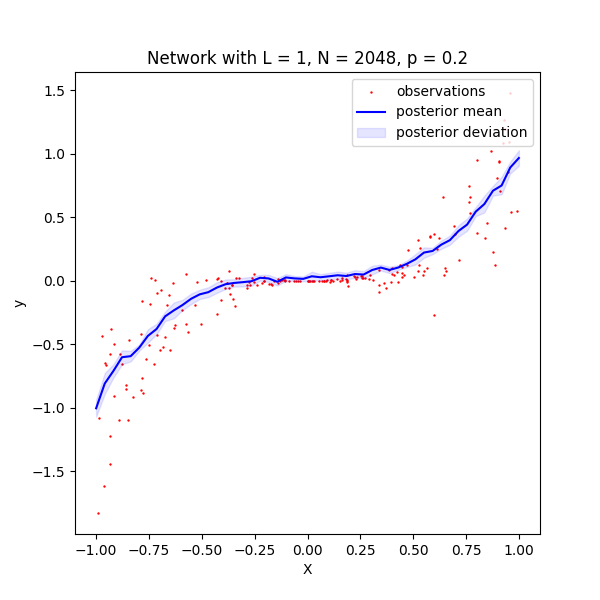 Network with L = 1, N = 2048, p = 0.2
observations
posterior mean
posterior deviation
1.5
1.0
0.5
0.0
−0.5
−1.0
−1.5
y
−1.00 −0.75 −0.50 −0.25 0.00 0.25 0.50 0.75 1.00
X